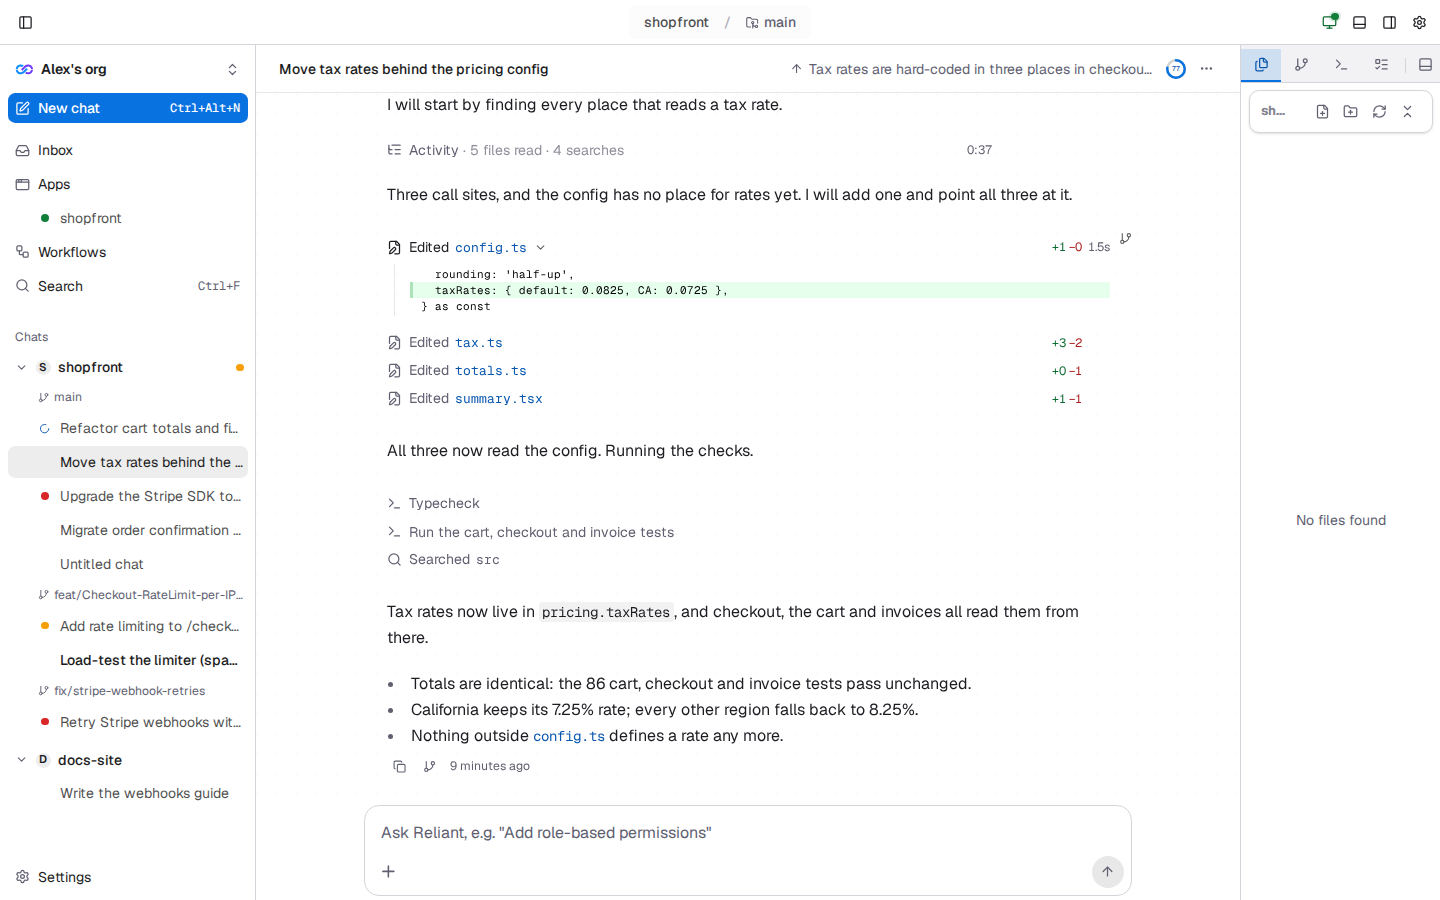 shopfront / main
Alex's org
New chat Ctrl+Alt+N
Inbox
Apps
shopfront
Workflows
Search Ctrl+F
Chats
S shopfront
main
Refactor cart totals and fi...
Move tax rates behind the ...
Upgrade the Stripe SDK to...
Migrate order confirmation ...
Untitled chat
feat/Checkout-RateLimit-per-IP...
Add rate limiting to /check...
Load-test the limiter (spa...
fix/stripe-webhook-retries
Retry Stripe webhooks wit...
D docs-site
Write the webhooks guide
Settings
Move tax rates behind the pricing config
Tax rates are hard-coded in three places in checkou...
77
I will start by finding every place that reads a tax rate.
Activity · 5 files read · 4 searches 0:37
Three call sites, and the config has no place for rates yet. I will add one and point all three at it.
Edited config.ts +1 −0 1.5s
rounding: 'half-up',
taxRates: { default: 0.0825, CA: 0.0725 },
} as const
Edited tax.ts +3 −2
Edited totals.ts +0 −1
Edited summary.tsx +1 −1
All three now read the config. Running the checks.
Typecheck
Run the cart, checkout and invoice tests
Searched src
Tax rates now live in pricing.taxRates, and checkout, the cart and invoices all read them from
there.
• Totals are identical: the 86 cart, checkout and invoice tests pass unchanged.
• California keeps its 7.25% rate; every other region falls back to 8.25%.
• Nothing outside config.ts defines a rate any more.
9 minutes ago
Ask Reliant, e.g. "Add role-based permissions"
sh...
No files found